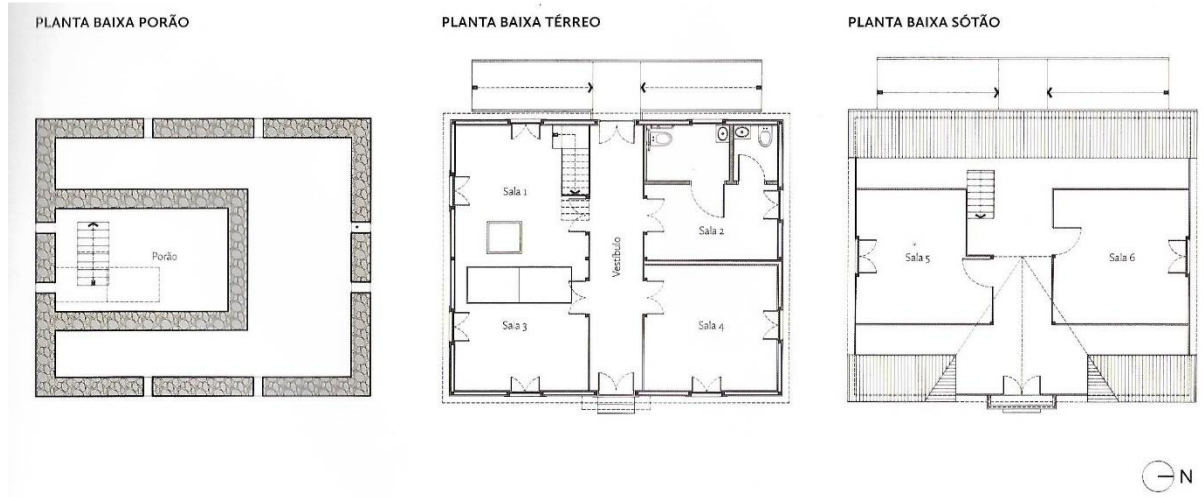 PLANTA BAIXA PORÃO
Porão
PLANTA BAIXA TÉRREO
Sala 1
Sala 2
Vestíbulo
Sala 3
Sala 4
PLANTA BAIXA SÓTÃO
Sala 5
Sala 6
N